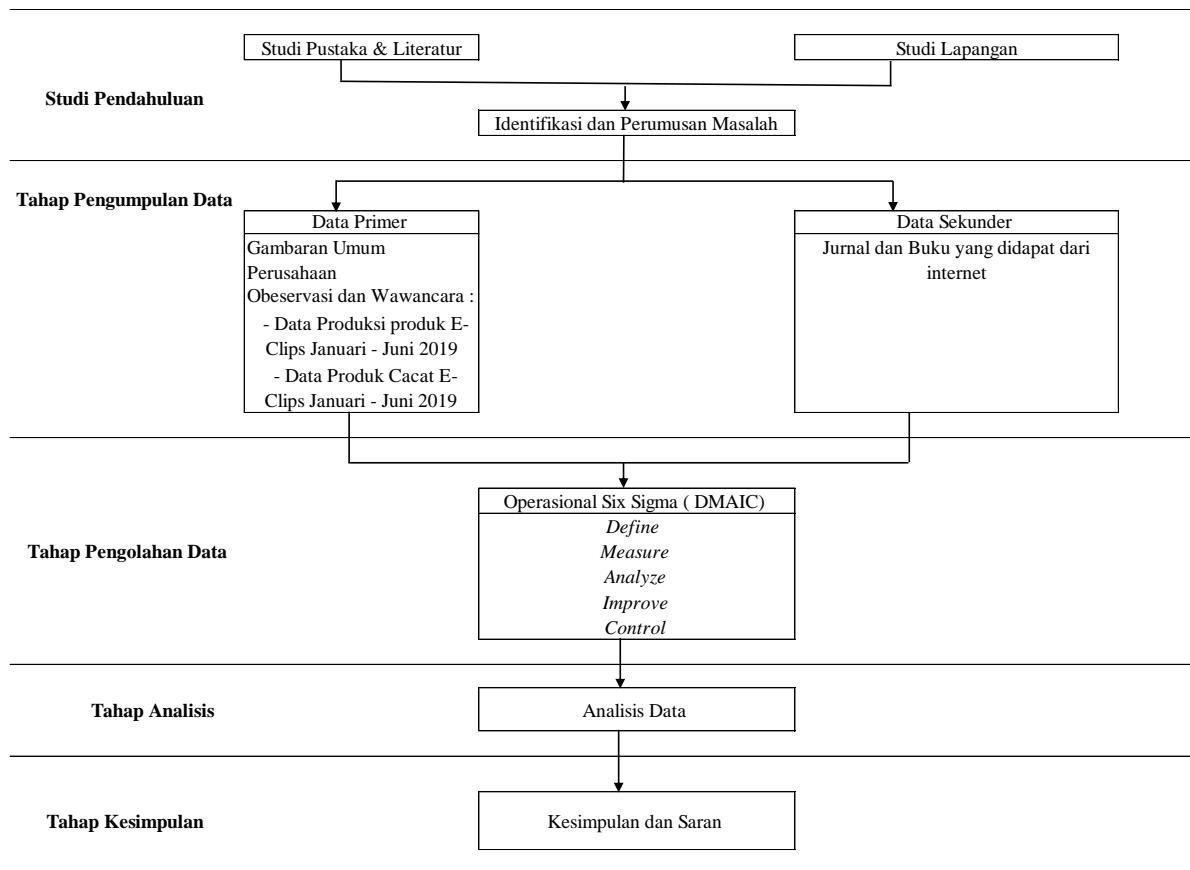 Studi Pustaka & Literatur
Studi Lapangan
Studi Pendahuluan
Identifikasi dan Perumusan Masalah
Tahap Pengumpulan Data
Data Primer
Gambaran Umum
Perusahaan
Obeservasi dan Wawancara :
- Data Produksi produk E-
Clips Januari - Juni 2019
- Data Produk Cacat E-
Clips Januari - Juni 2019
Data Sekunder
Jurnal dan Buku yang didapat dari
internet
Tahap Pengolahan Data
Operasional Six Sigma ( DMAIC)
Define
Measure
Analyze
Improve
Control
Tahap Analisis
Analisis Data
Tahap Kesimpulan
Kesimpulan dan Saran